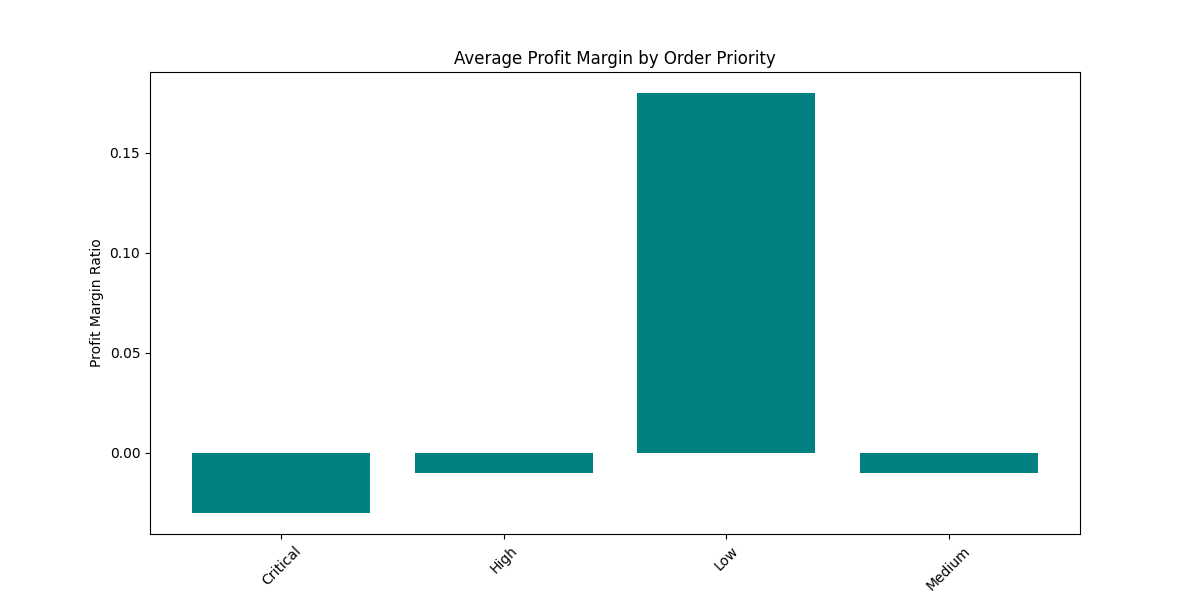 Average Profit Margin by Order Priority
Profit Margin Ratio
0.15
0.10
0.05
0.00
Critical
High
Low
Medium